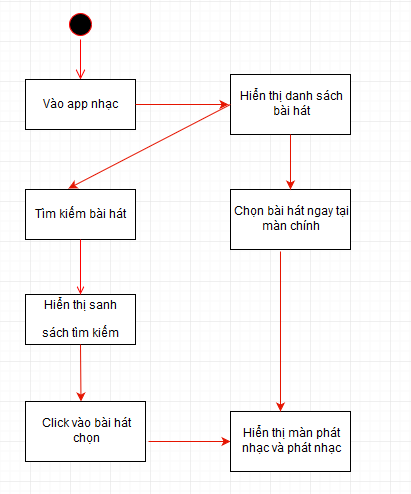 Vào app nhạc
Hiển thị danh sách
bài hát
Tìm kiếm bài hát
Chọn bài hát ngay tại
màn chính
Hiển thị sanh
sách tìm kiếm
Click vào bài hát
chọn
Hiển thị màn phát
nhạc và phát nhạc